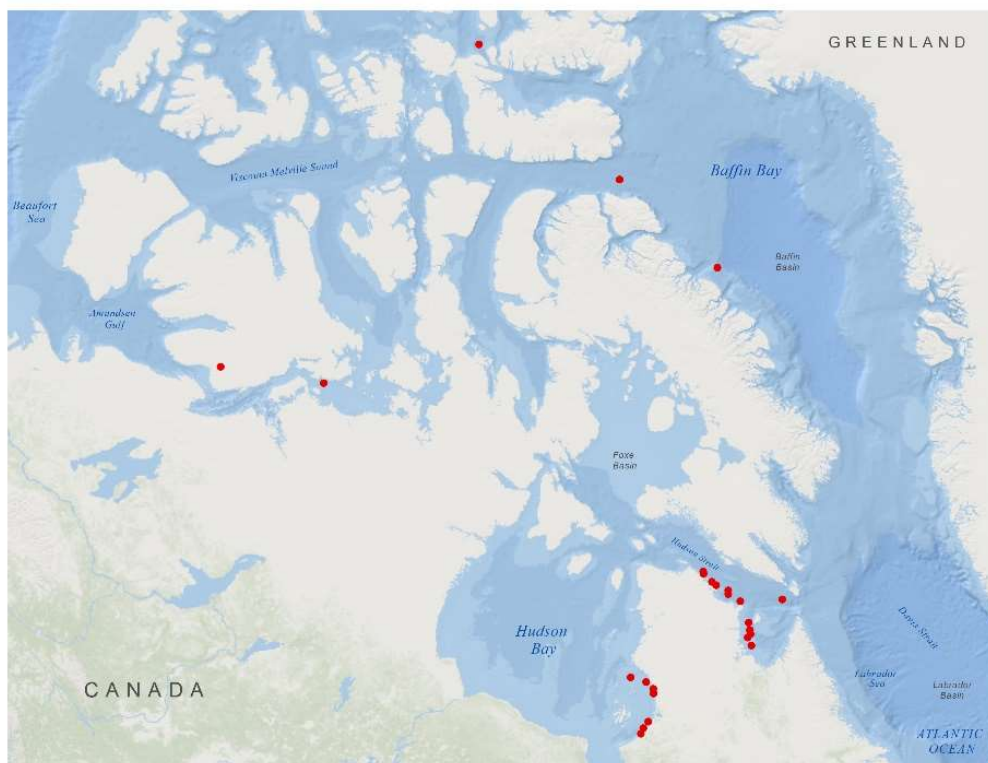 GREENLAND
Viscount Melville Sound
Baffin Bay
Beaufort
Sea
Baffin
Basin
Amundsen
Gulf
Foxe
Basin
Hudson Strait
Hudson
Bay
Davis Strait
CANADA
Labrador
Sea
Labrador
Basin
ATLANTIC
OCEAN